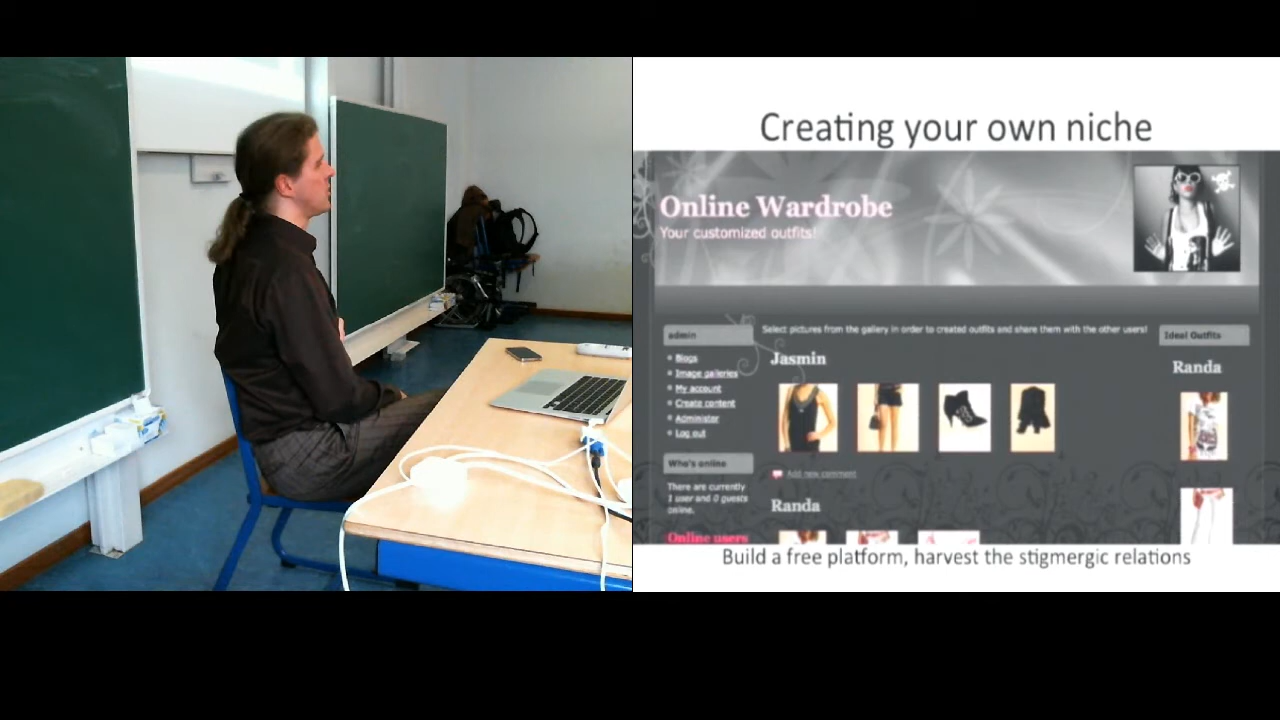 Creating your own niche
Online Wardrobe
Your customized outfits!
admin
Blogs
Image galleries
My account
Create content
Administer
Log out
Who's online
There are currently
1 user and 0 guests
online.
Online users
Select pictures from the gallery in order to created outfits and share them with the other users!
Jasmin
Add new comment
Randa
Ideal Outfits
Randa
Build a free platform, harvest the stigmergic relations